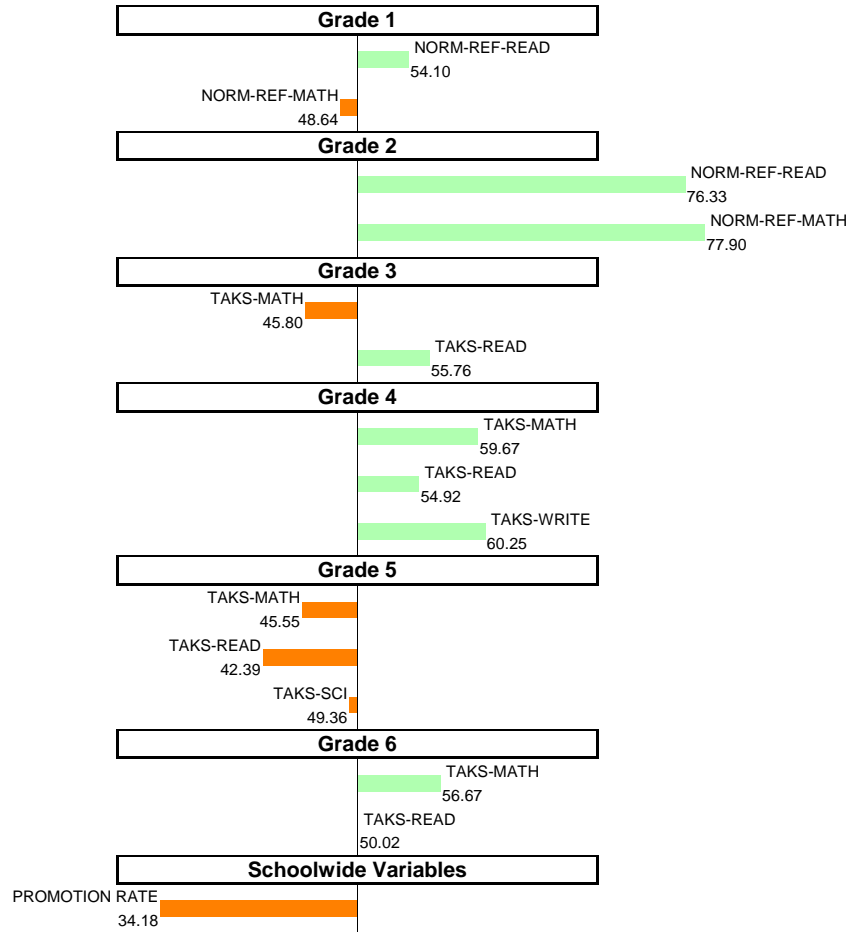 Grade 1
NORM-REF-READ
54.10
NORM-REF-MATH
48.64
Grade 2
NORM-REF-READ
76.33
NORM-REF-MATH
77.90
Grade 3
TAKS-MATH
45.80
TAKS-READ
55.76
Grade 4
TAKS-MATH
59.67
TAKS-READ
54.92
TAKS-WRITE
60.25
Grade 5
TAKS-MATH
45.55
TAKS-READ
42.39
TAKS-SCI
49.36
Grade 6
TAKS-MATH
56.67
TAKS-READ
50.02
Schoolwide Variables
PROMOTION RATE
34.18